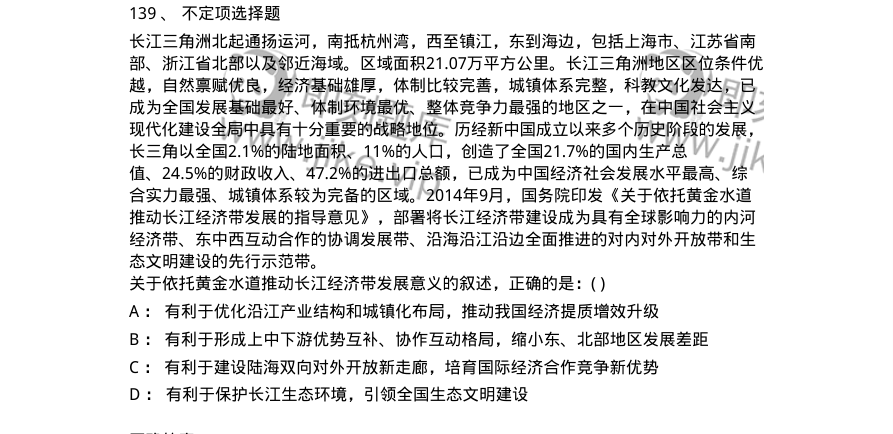 139 、 不定项选择题
长江三角洲北起通扬运河，南抵杭州湾，西至镇江，东到海边，包括上海市、江苏省南
部、浙江省北部以及邻近海域。区域面积21.07万平方公里。长江三角洲地区区位条件优
越，自然禀赋优良，经济基础雄厚，体制比较完善，城镇体系完整，科教文化发达，已
成为全国发展基础最好、体制环境最优、整体竞争力最强的地区之一，在中国社会主义
现代化建设全局中具有十分重要的战略地位。历经新中国成立以来多个历史阶段的发展，
长三角以全国2.1%的陆地面积、11%的人口，创造了全国21.7%的国内生产总
值、24.5%的财政收入、47.2%的进出口总额，已成为中国经济社会发展水平最高、综
合实力最强、城镇体系较为完备的区域。2014年9月，国务院印发《关于依托黄金水道
推动长江经济带发展的指导意见》，部署将长江经济带建设成为具有全球影响力的内河
经济带、东中西互动合作的协调发展带、沿海沿江沿边全面推进的对内对外开放带和生
态文明建设的先行示范带。
关于依托黄金水道推动长江经济带发展意义的叙述，正确的是：( )
A ： 有利于优化沿江产业结构和城镇化布局，推动我国经济提质增效升级
B ： 有利于形成上中下游优势互补、协作互动格局，缩小东、北部地区发展差距
C ： 有利于建设陆海双向对外开放新走廊，培育国际经济合作竞争新优势
D ： 有利于保护长江生态环境，引领全国生态文明建设